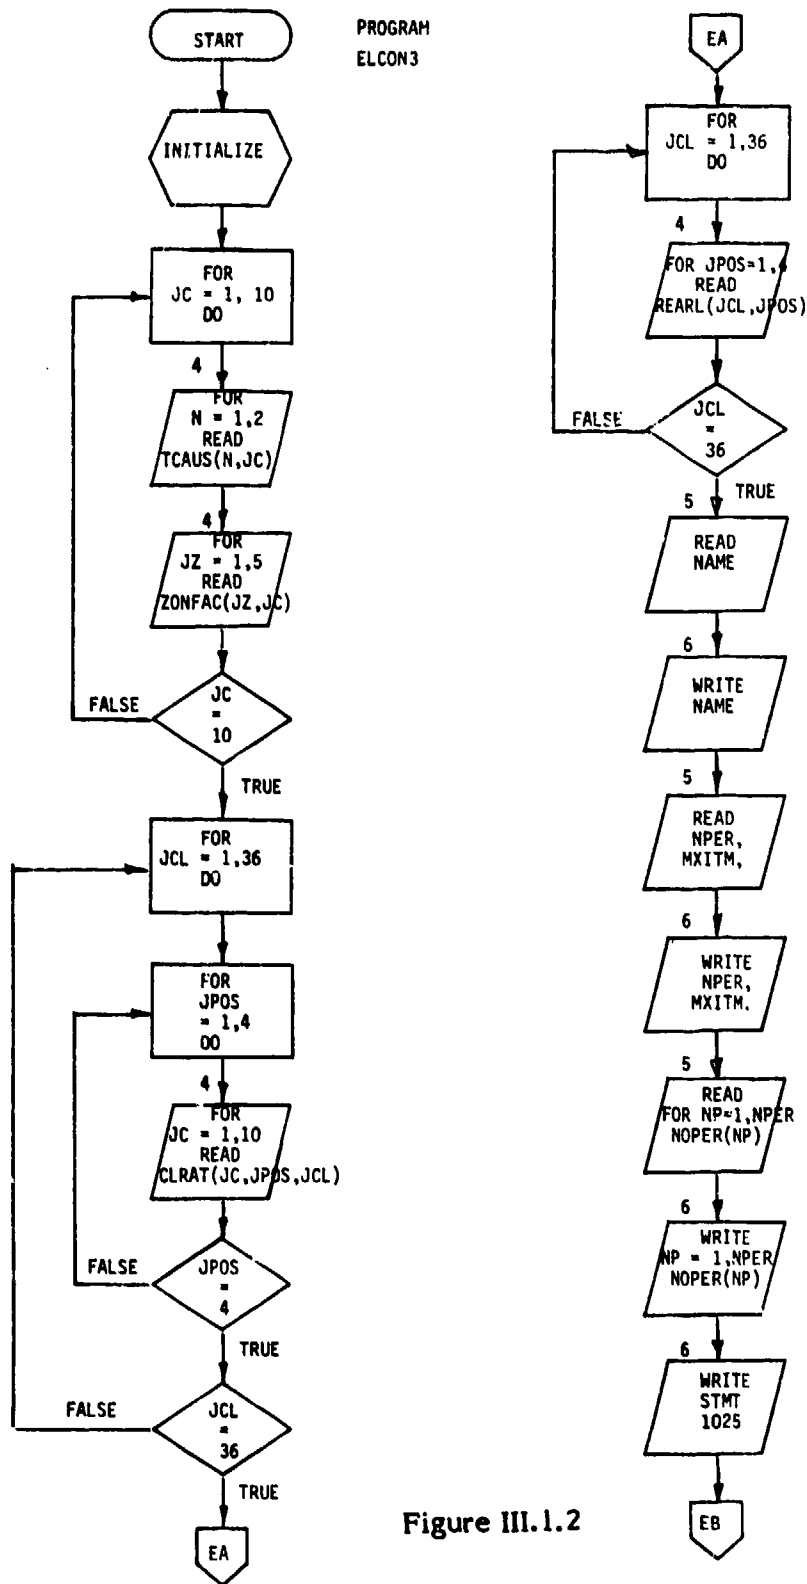 START
PROGRAM
ELCON3
INITIALIZE
FOR
JC = 1, 10
DO
4
FOR
N = 1,2
READ
TCAUS(N,JC)
4
FOR
JZ = 1,5
READ
ZONFAC(JZ,JC)
JC
=
10
FALSE
TRUE
FOR
JCL = 1,36
DO
FOR
JPOS
= 1,4
DO
4
FOR
JC = 1,10
READ
CLRAT(JC,JPOS,JCL)
JPOS
=
4
FALSE
TRUE
JCL
=
36
FALSE
TRUE
EA
EA
FOR
JCL = 1,36
DO
4
FOR JPOS=1,4
READ
REARL(JCL,JPOS)
JCL
=
36
FALSE
TRUE
5
READ
NAME
6
WRITE
NAME
5
READ
NPER,
MXITM,
6
WRITE
NPER,
MXITM.
5
READ
FOR NP=1,NPER
NOPER(NP)
6
WRITE
NP = 1,NPER
NOPER(NP)
6
WRITE
STMT
1025
EB
Figure III.1.2